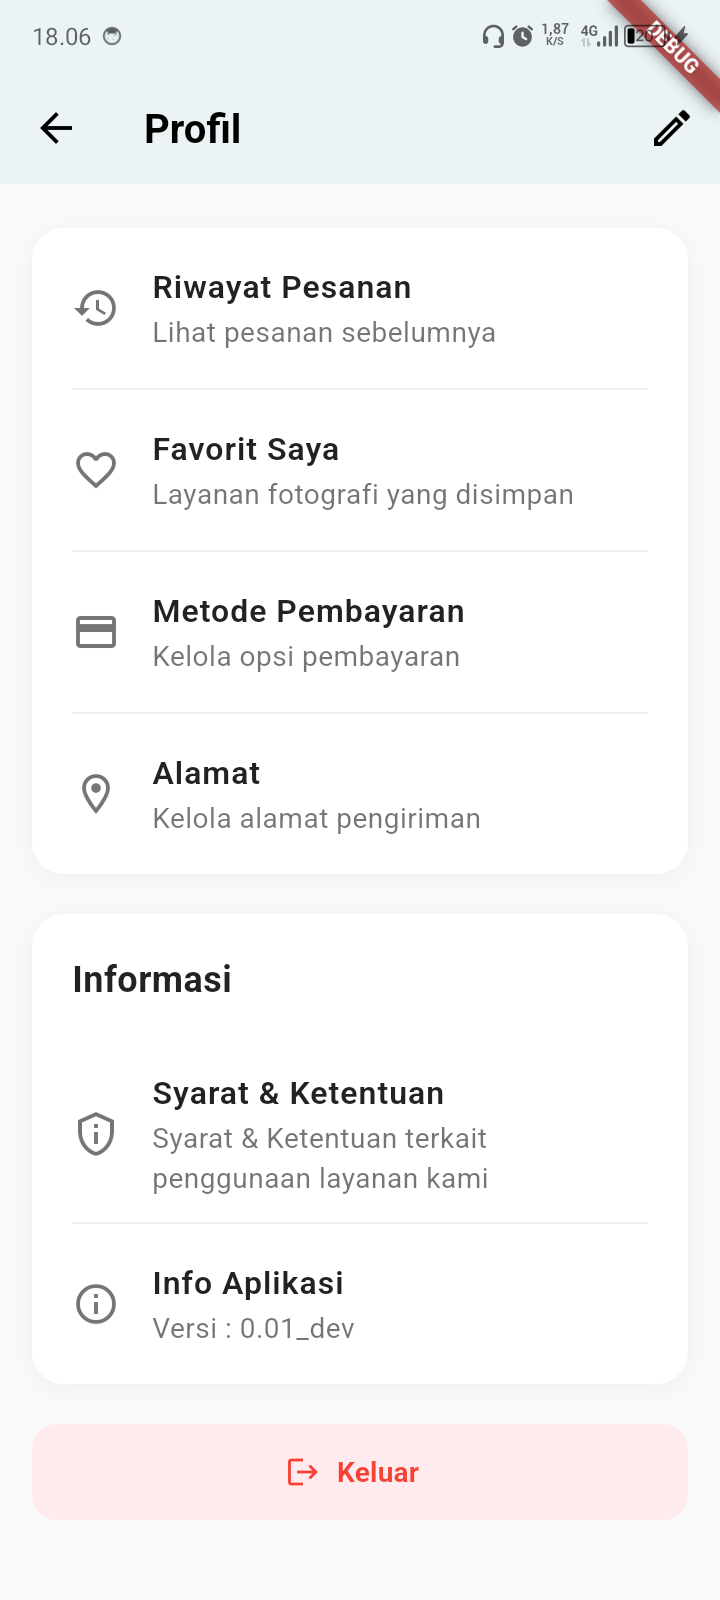 18.06
1,87
K/S
4G
20
DEBUG
Profil
Riwayat Pesanan
Lihat pesanan sebelumnya
Favorit Saya
Layanan fotografi yang disimpan
Metode Pembayaran
Kelola opsi pembayaran
Alamat
Kelola alamat pengiriman
Informasi
Syarat & Ketentuan
Syarat & Ketentuan terkait
penggunaan layanan kami
Info Aplikasi
Versi : 0.01_dev
Keluar